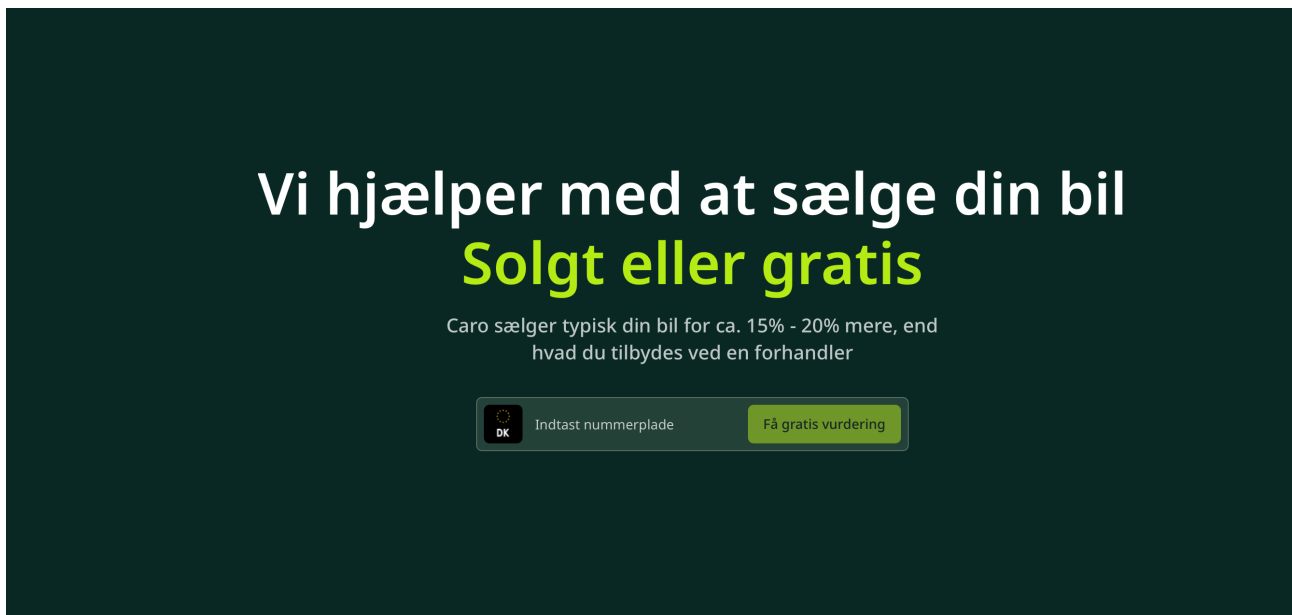 Vi hjælper med at sælge din bil
Solgt eller gratis
Caro sælger typisk din bil for ca. 15% - 20% mere, end
hvad du tilbydes ved en forhandler
DK Indtast nummerplade Få gratis vurdering